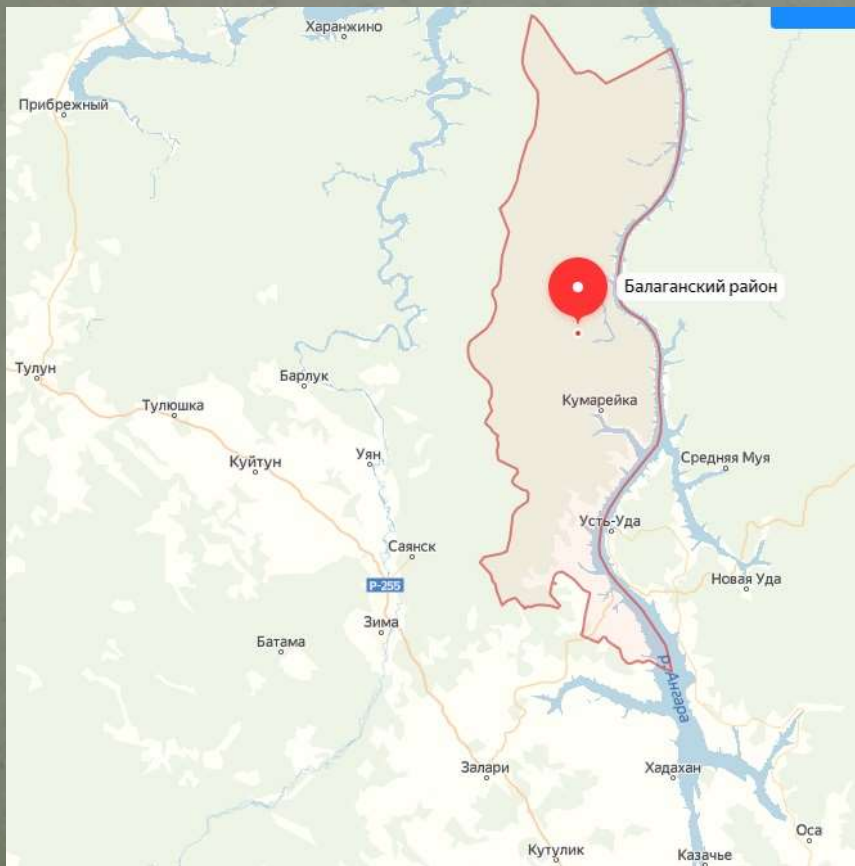 Харанжино
Прибрежный
Балаганский район
Тулун
Барлук
Тулюшка
Кумарейка
Куйтун
Уян
Средняя Муя
Усть-Уда
Саянск
Р-255
Новая Уда
Зима
Батама
р. Ангара
Залари
Хадахан
Оса
Кутулик
Казачье